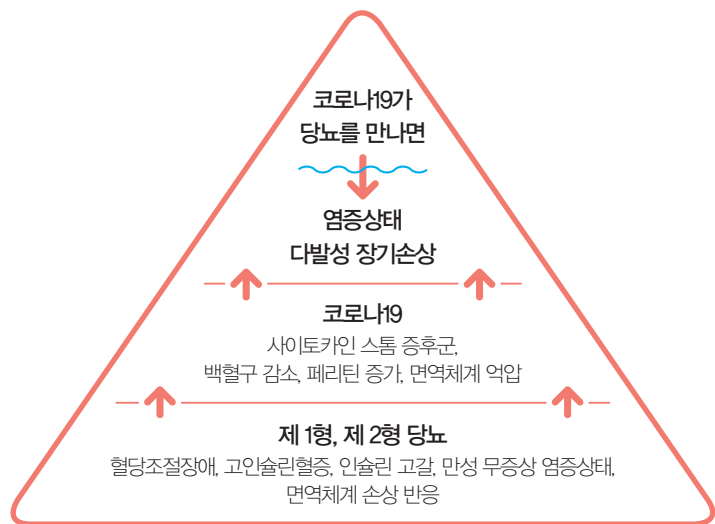 코로나19가
당뇨를 만나면
염증상태
다발성 장기손상
코로나19
사이토카인 스톰 증후군,
백혈구 감소, 페리틴 증가, 면역체계 억압
제 1형, 제 2형 당뇨
혈당조절장애, 고인슐린혈증, 인슐린 고갈, 만성 무증상 염증상태,
면역체계 손상 반응